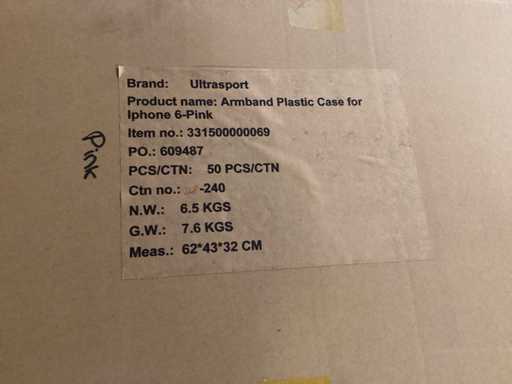 Brand: Ultrasport
Product name: Armband Plastic Case for
Iphone 6-Pink
Item no.: 331500000069
PO.: 609487
PCS/CTN: 50 PCS/CTN
Ctn no.: -240
N.W.: 6.5 KGS
G.W.: 7.6 KGS
Meas.: 62*43*32 CM
Pink